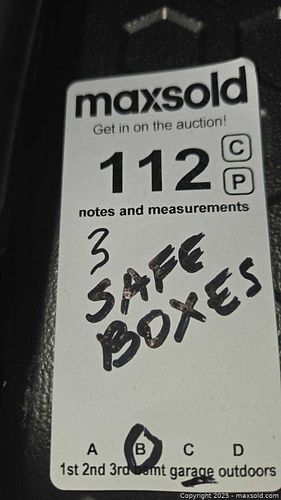 maxsold
Get in on the auction!
112 C
P
notes and measurements
3
SAFE
BOXES
A B C D
1st 2nd 3rd bsmt garage outdoors
Copyright © 2025 - maxsold.com